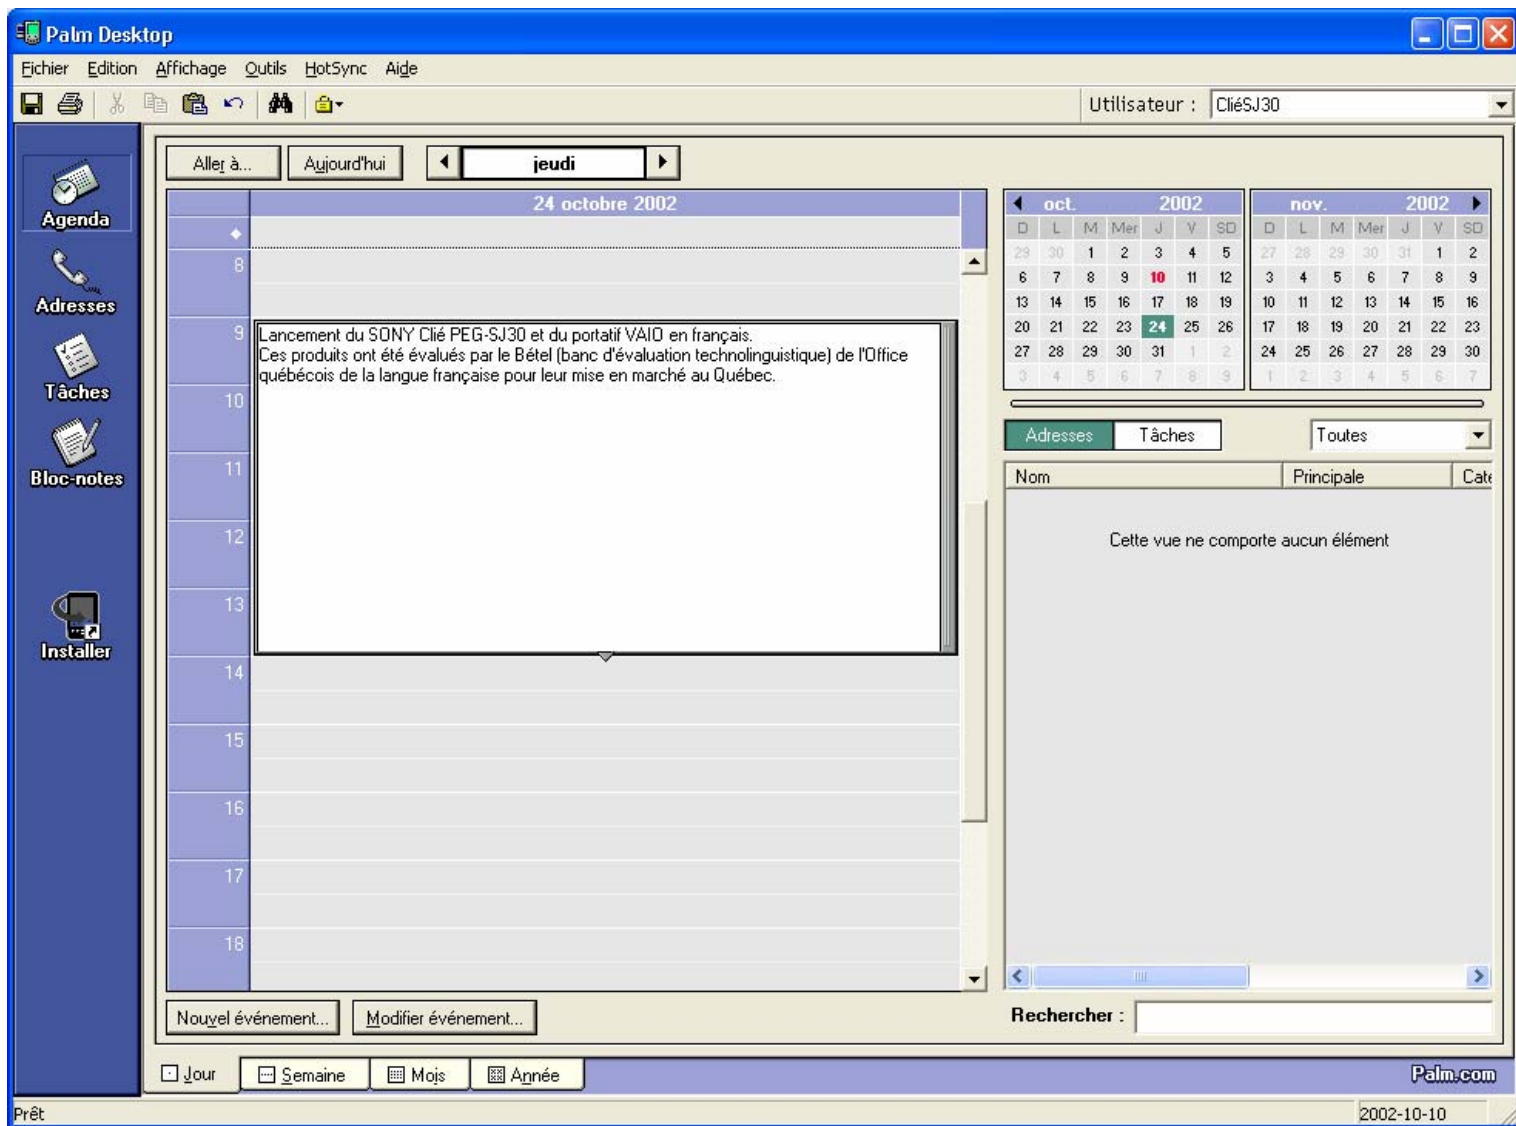 Palm Desktop
Fichier Edition Affichage Outils HotSync Aide
Utilisateur : CliéSJ30
Agenda
Adresses
Tâches
Bloc-notes
Installer
Aller à... Aujourd'hui jeudi
24 octobre 2002
8
9
10
11
12
13
14
15
16
17
18
Lancement du SONY Clié PEG-SJ30 et du portatif VAIO en français.
Ces produits ont été évalués par le Bétel (banc d'évaluation technolinguistique) de l'Office
québécois de la langue française pour leur mise en marché au Québec.
Nouvel événement... Modifier événement...
oct. 2002
D L M Mer J V SD
29 30 1 2 3 4 5
6 7 8 9 10 11 12
13 14 15 16 17 18 19
20 21 22 23 24 25 26
27 28 29 30 31 1 2
3 4 5 6 7 8 9
nov. 2002
D L M Mer J V SD
27 28 29 30 31 1 2
3 4 5 6 7 8 9
10 11 12 13 14 15 16
17 18 19 20 21 22 23
24 25 26 27 28 29 30
1 2 3 4 5 6 7
Adresses Tâches Toutes
Nom Principale Caté
Cette vue ne comporte aucun élément
Rechercher :
Jour Semaine Mois Année
Palm.com
Prêt 2002-10-10